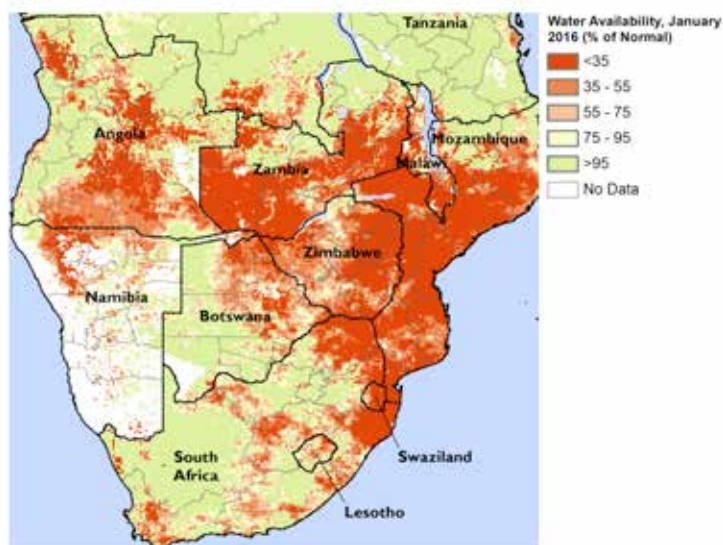 Tanzania
Angola
Zambia
Malawi
Mozambique
Zimbabwe
Namibia
Botswana
South
Africa
Swaziland
Lesotho
Water Availability, January
2016 (% of Normal)
<35
35 - 55
55 - 75
75 - 95
>95
No Data